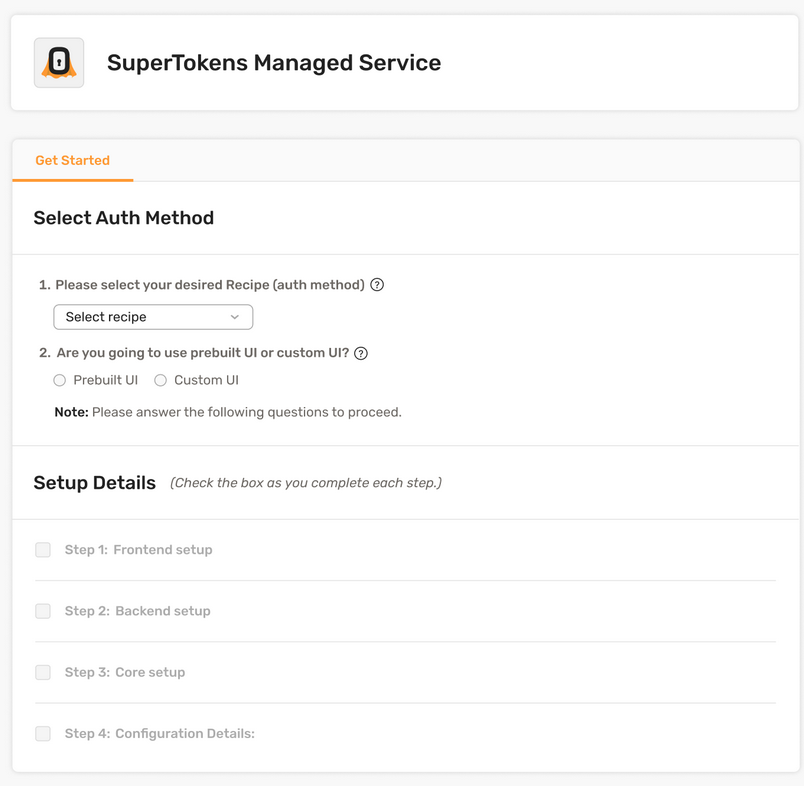 SuperTokens Managed Service
Get Started
Select Auth Method
1. Please select your desired Recipe (auth method) ?
Select recipe
2. Are you going to use prebuilt UI or custom UI? ?
Prebuilt UI Custom UI
Note: Please answer the following questions to proceed.
Setup Details (Check the box as you complete each step.)
Step 1: Frontend setup
Step 2: Backend setup
Step 3: Core setup
Step 4: Configuration Details: